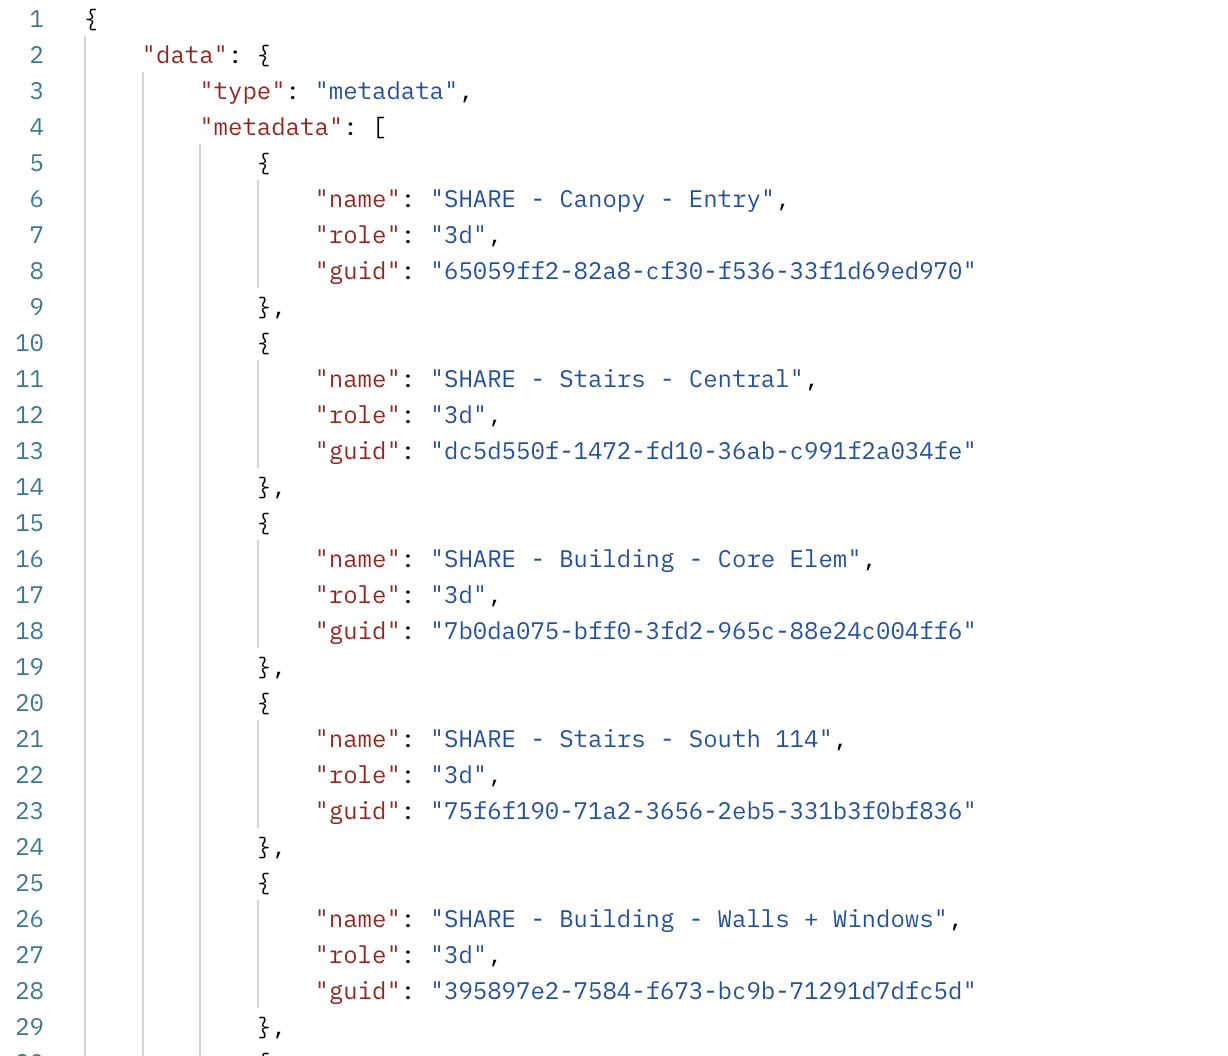 1 {
2 "data": {
3 "type": "metadata",
4 "metadata": [
5 {
6 "name": "SHARE - Canopy - Entry",
7 "role": "3d",
8 "guid": "65059ff2-82a8-cf30-f536-33f1d69ed970"
9 },
10 {
11 "name": "SHARE - Stairs - Central",
12 "role": "3d",
13 "guid": "dc5d550f-1472-fd10-36ab-c991f2a034fe"
14 },
15 {
16 "name": "SHARE - Building - Core Elem",
17 "role": "3d",
18 "guid": "7b0da075-bff0-3fd2-965c-88e24c004ff6"
19 },
20 {
21 "name": "SHARE - Stairs - South 114",
22 "role": "3d",
23 "guid": "75f6f190-71a2-3656-2eb5-331b3f0bf836"
24 },
25 {
26 "name": "SHARE - Building - Walls + Windows",
27 "role": "3d",
28 "guid": "395897e2-7584-f673-bc9b-71291d7dfc5d"
29 },